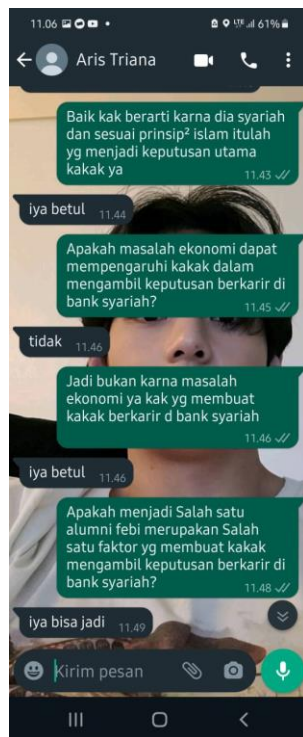 11.06
61%
Aris Triana
Baik kak berarti karna dia syariah
dan sesuai prinsip² islam itulah
yg menjadi keputusan utama
kakak ya
11.43
iya betul 11.44
Apakah masalah ekonomi dapat
mempengaruhi kakak dalam
mengambil keputusan berkarir di
bank syariah?
11.45
tidak 11.46
Jadi bukan karna masalah
ekonomi ya kak yg membuat
kakak berkarir d bank syariah
11.46
iya betul 11.46
Apakah menjadi Salah satu
alumni febi merupakan Salah
satu faktor yg membuat kakak
mengambil keputusan berkarir di
bank syariah?
11.48
iya bisa jadi 11.49
Kirim pesan